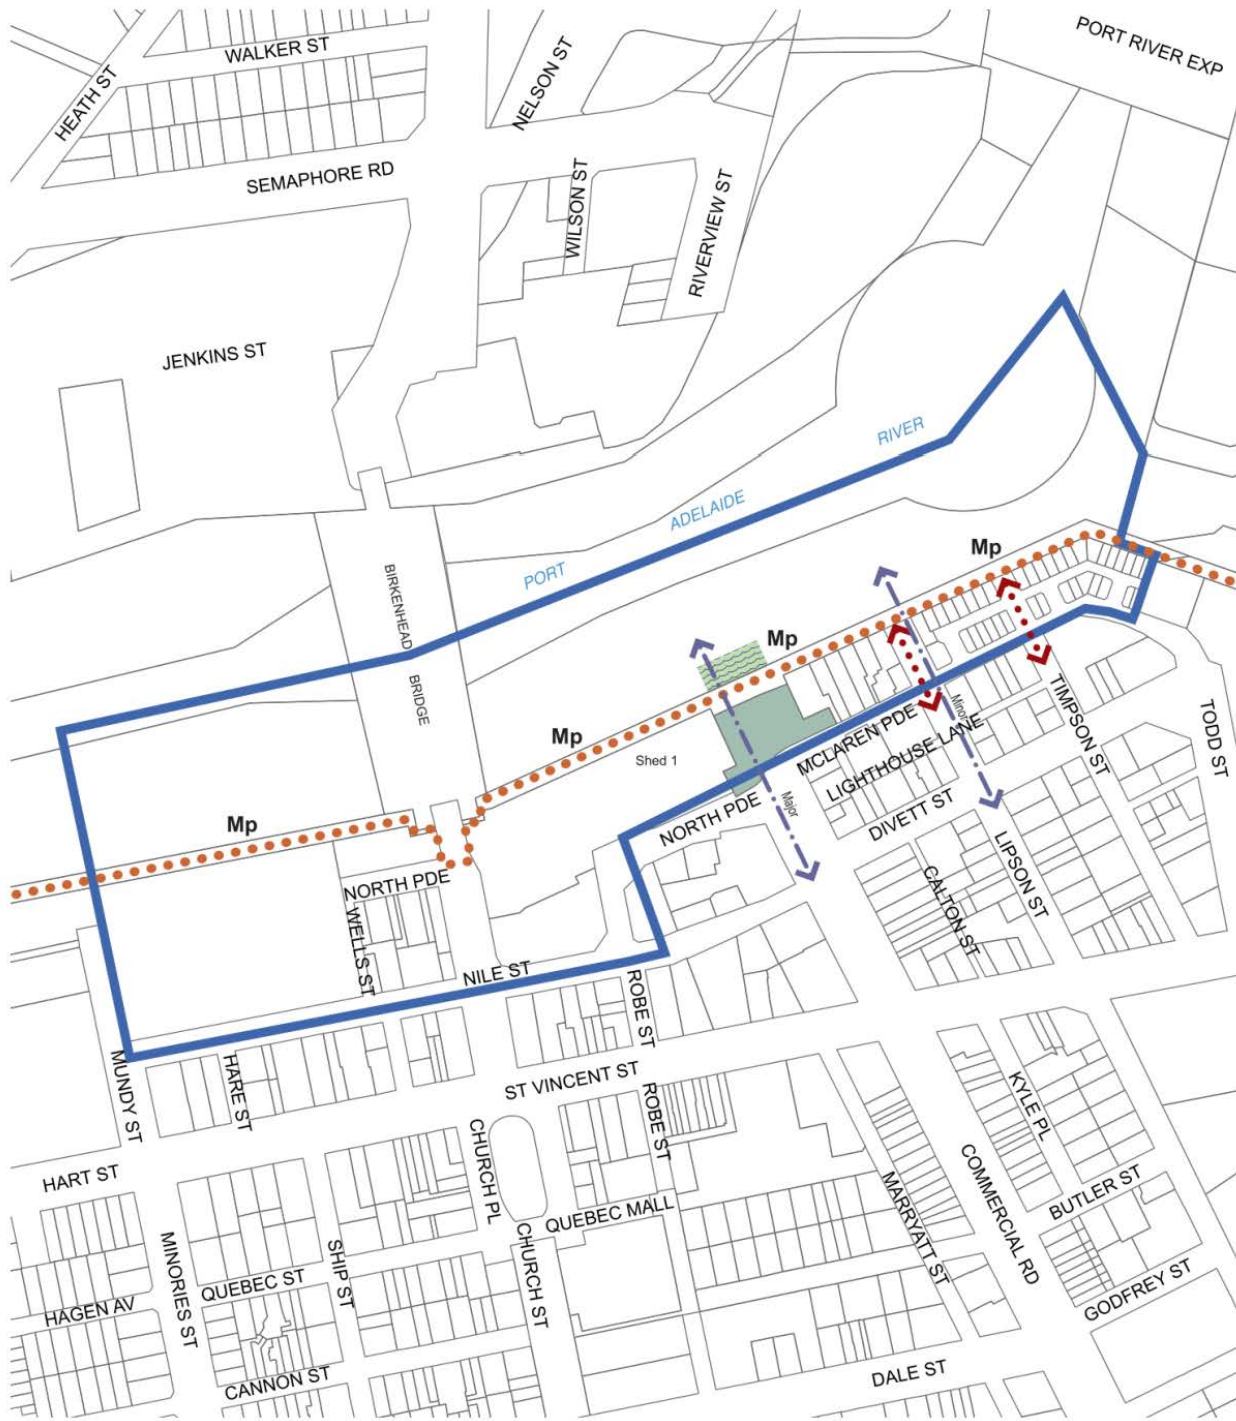 PORT RIVER EXP
WALKER ST
NELSON ST
HEATH ST
SEMAPHORE RD
WILSON ST
RIVERVIEW ST
JENKINS ST
RIVER
ADELAIDE
PORT
Mp
BIRKENHEAD
BRIDGE
Mp
Mp
Mp
Shed 1
Major
Minor
MCLAREN PDE
LIGHTHOUSE LANE
TIMPSON ST
TODD ST
NORTH PDE
DIVETT ST
LIPSON ST
CALTON ST
NORTH PDE
WELLS ST
NILE ST
ROBE ST
MUNDY ST
HARE ST
ST VINCENT ST
ROBE ST
KYLE PL
CHURCH PL
HART ST
COMMERCIAL RD
BUTLER ST
MARRYATT ST
QUEBEC MALL
MINORIES ST
SHIP ST
CHURCH ST
QUEBEC ST
HAGEN AV
GODFREY ST
CANNON ST
DALE ST